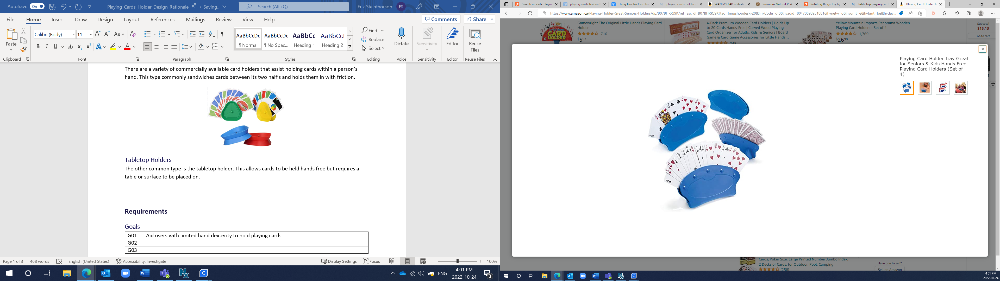 AutoSave On Playing_Cards_Holder_Design_Rationale • Saving... Search (Alt+Q) Erik Steinthorson ES
File Home Insert Draw Design Layout References Mailings Review View Help Comments Share
Paste
Calibri (Body) 11
AaBbCcDc AaBbCcDc AaBbCc AaBbCcI
¶ Normal ¶ No Spac... Heading 1 Heading 2
Find
Replace
Select
Dictate
Sensitivity
Editor
Reuse
Files
Clipboard Font Paragraph Styles Editing Voice Sensitivity Editor Reuse Files
There are a variety of commercially available card holders that assist holding cards within a person's
hand. This type commonly sandwiches cards between its two half's and holds them in with friction.
Tabletop Holders
The other common type is the tabletop holder. This allows cards to be held hands free but requires a
table or surface to be placed on.
Requirements
Goals
G01 Aid users with limited hand dexterity to hold playing cards
G02
G03
Page 1 of 3 468 words English (United States) Accessibility: Investigate Display Settings Focus 100%
ENG 4:01 PM
2022-10-24
3
Search models: playing playing cards holder-t Thing files for Card ho playing cards holder - WANGYZJ 4Pcs Plastic Premium Natural PLA Rotating Rings Toy by table top playing card Playing Card Holder T
https://www.amazon.ca/Playing-Holder-Great-Seniors-Holders/dp/B07BHRRJ9K/ref=asc_df_B07BHRRJ9K?tag=bingshopdesk-20&linkCode=df0&hvadid=80470598951881&hvnetw=o&hvqmt=e&hvbmt=be&hvdev...
Gamewright The Original Little Hands Playing Card
Holder
716
$5.93
CARD
HOLDER
4-Pack Premium Wooden Card Holders | Holds Up
to 20 Cards Hands-Free | Curved Wood Playing
Card Organizer for Adults, Kids, & Seniors | Board
Game & Card Game Accessories for Little Hands...
Yellow Mountain Imports Panorama Wooden
Playing Card Holders - Set of 4
1,769
$26.98
Subtotal
$15.13
Go to cart
Playing Card Holder Tray Great
for Seniors & Kids Hands Free
Playing Card Holders (Set of
4)
Cards, Poker Size, Large Printed Number Jumbo Index,
2 Decks of Cards, for Outdoor, Pool, Camping
(258)
Have one to sell?
Sell on Amazon
4:01 PM
2022-10-24